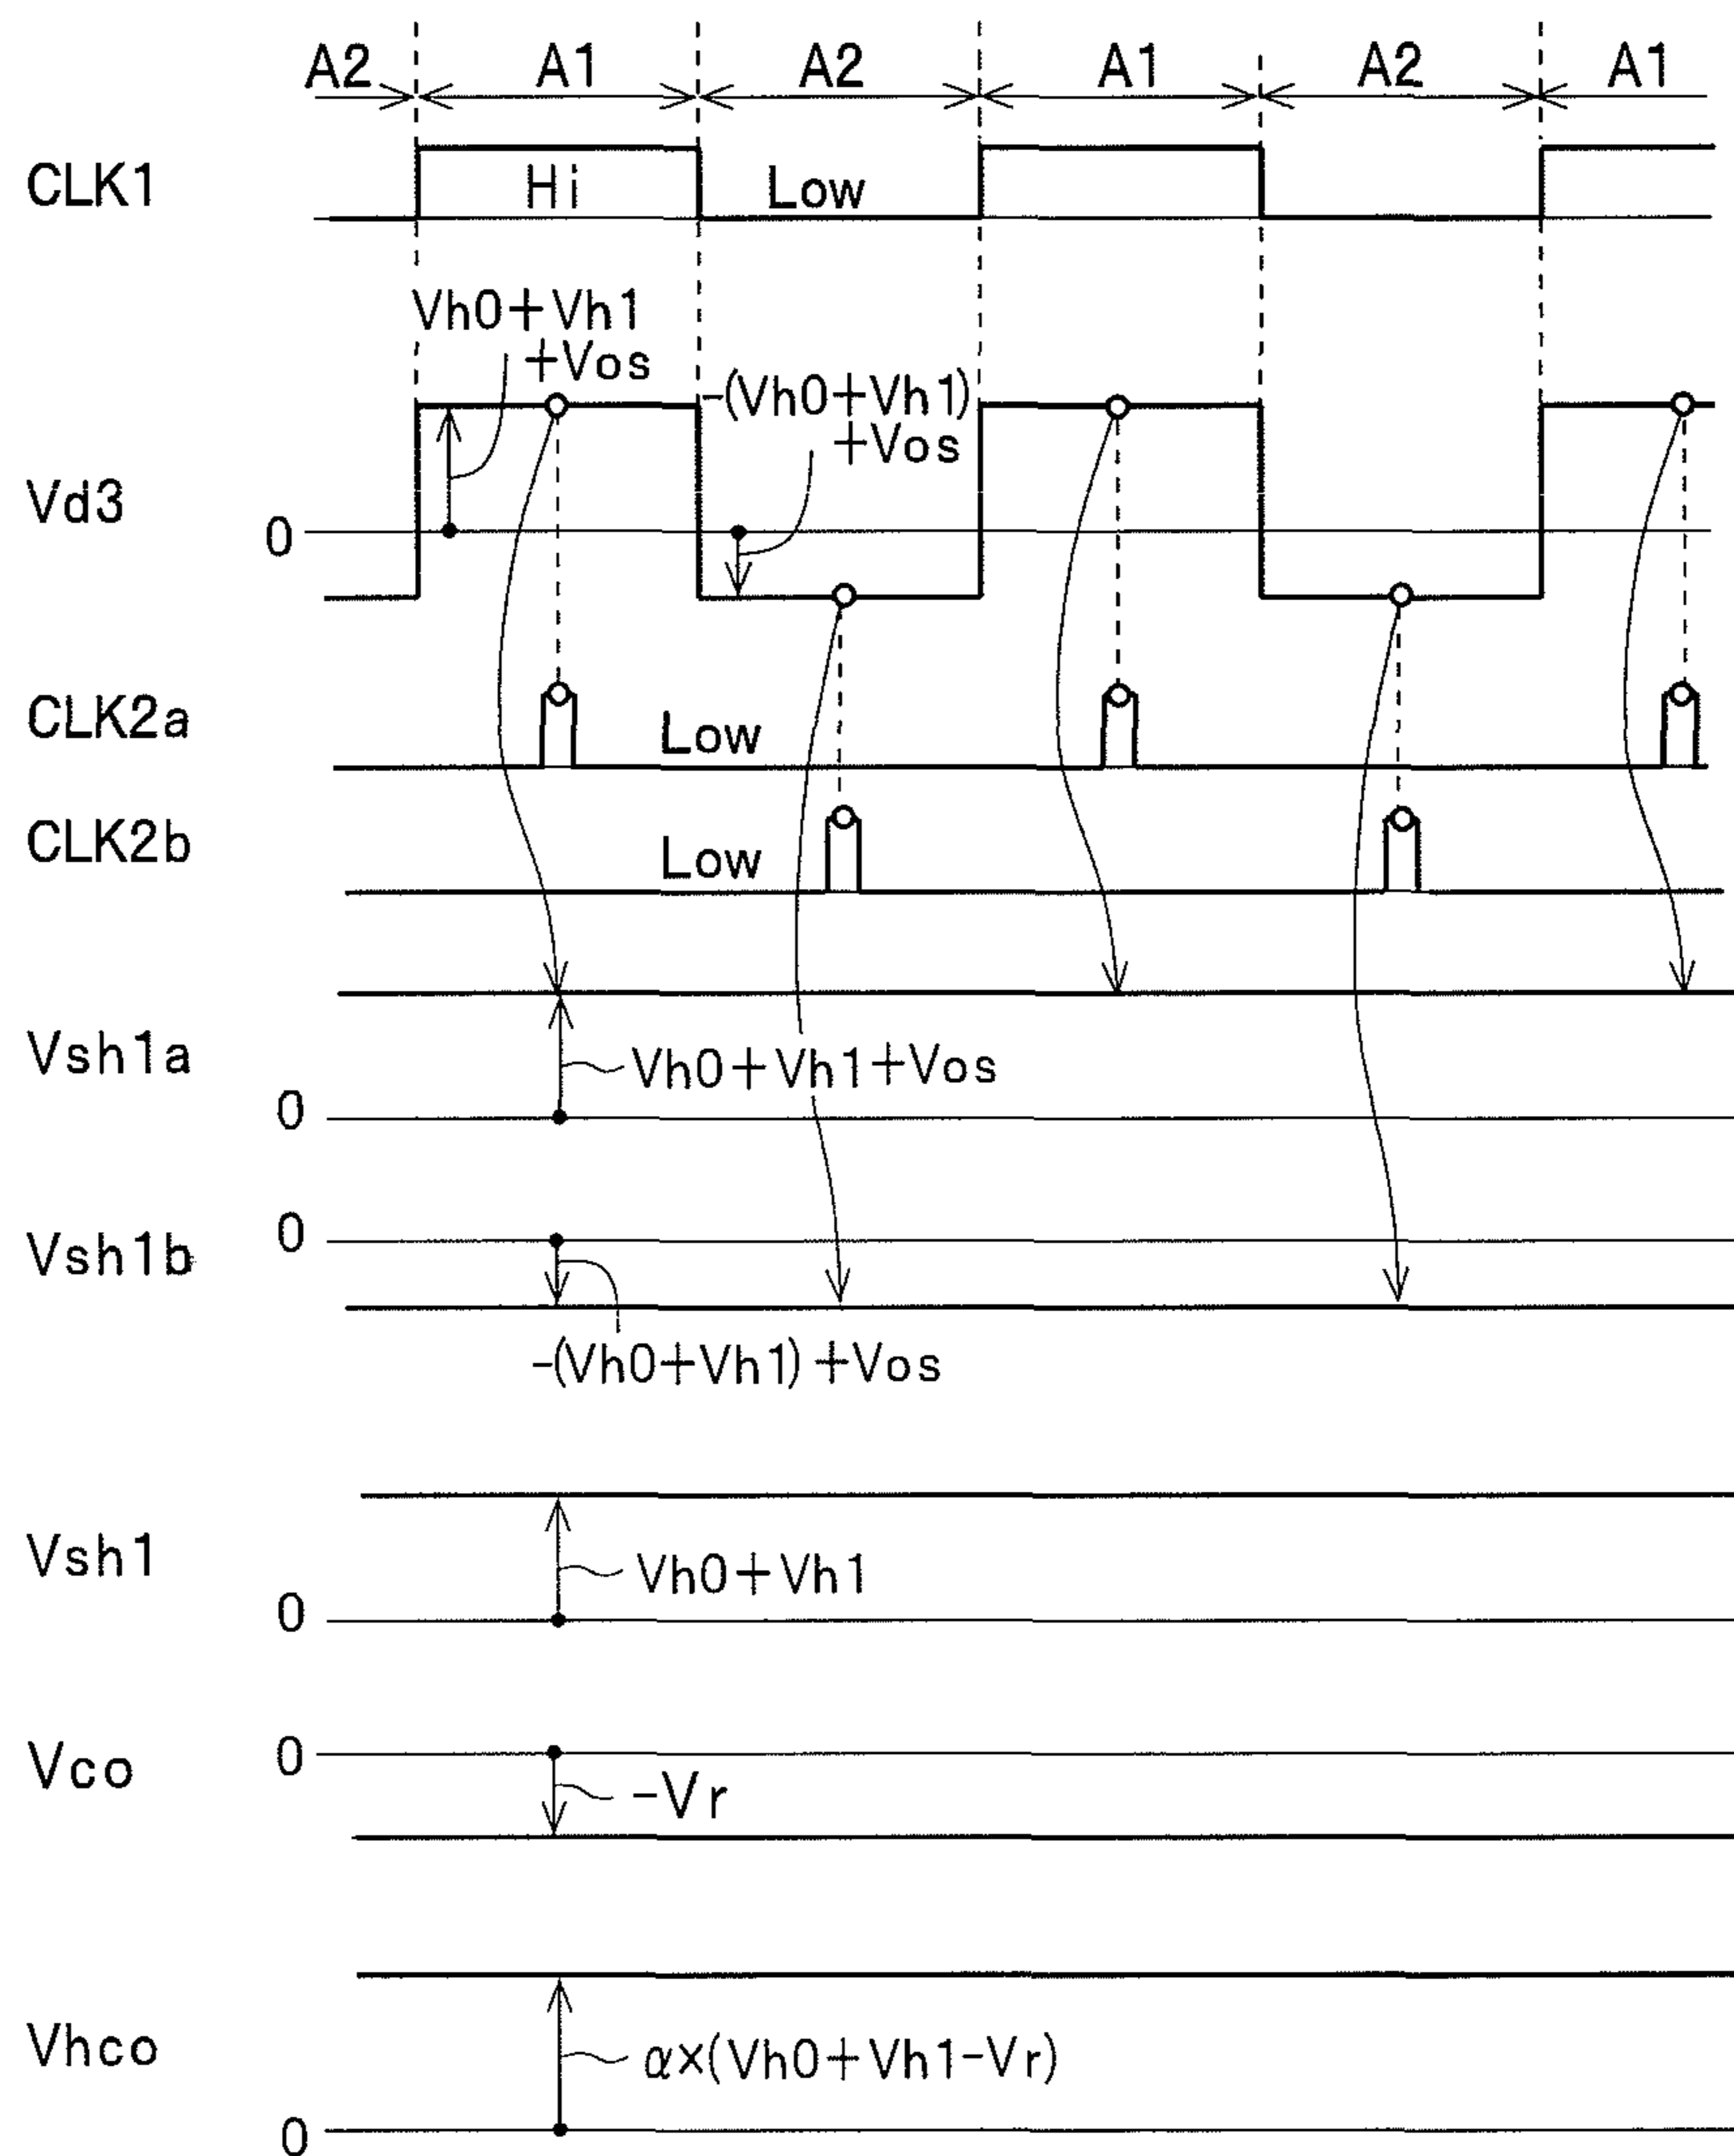 A2 A1 A2 A1 A2 A1
CLK1 Hi Low
Vh0+Vh1
+Vos
-(Vh0+Vh1)
+Vos
Vd3
0
CLK2a Low
CLK2b Low
Vsh1a
Vh0+Vh1+Vos
0
0
Vsh1b
-(Vh0+Vh1)+Vos
Vsh1
Vh0+Vh1
0
0
Vco
-Vr
Vhco
α×(Vh0+Vh1-Vr)
0